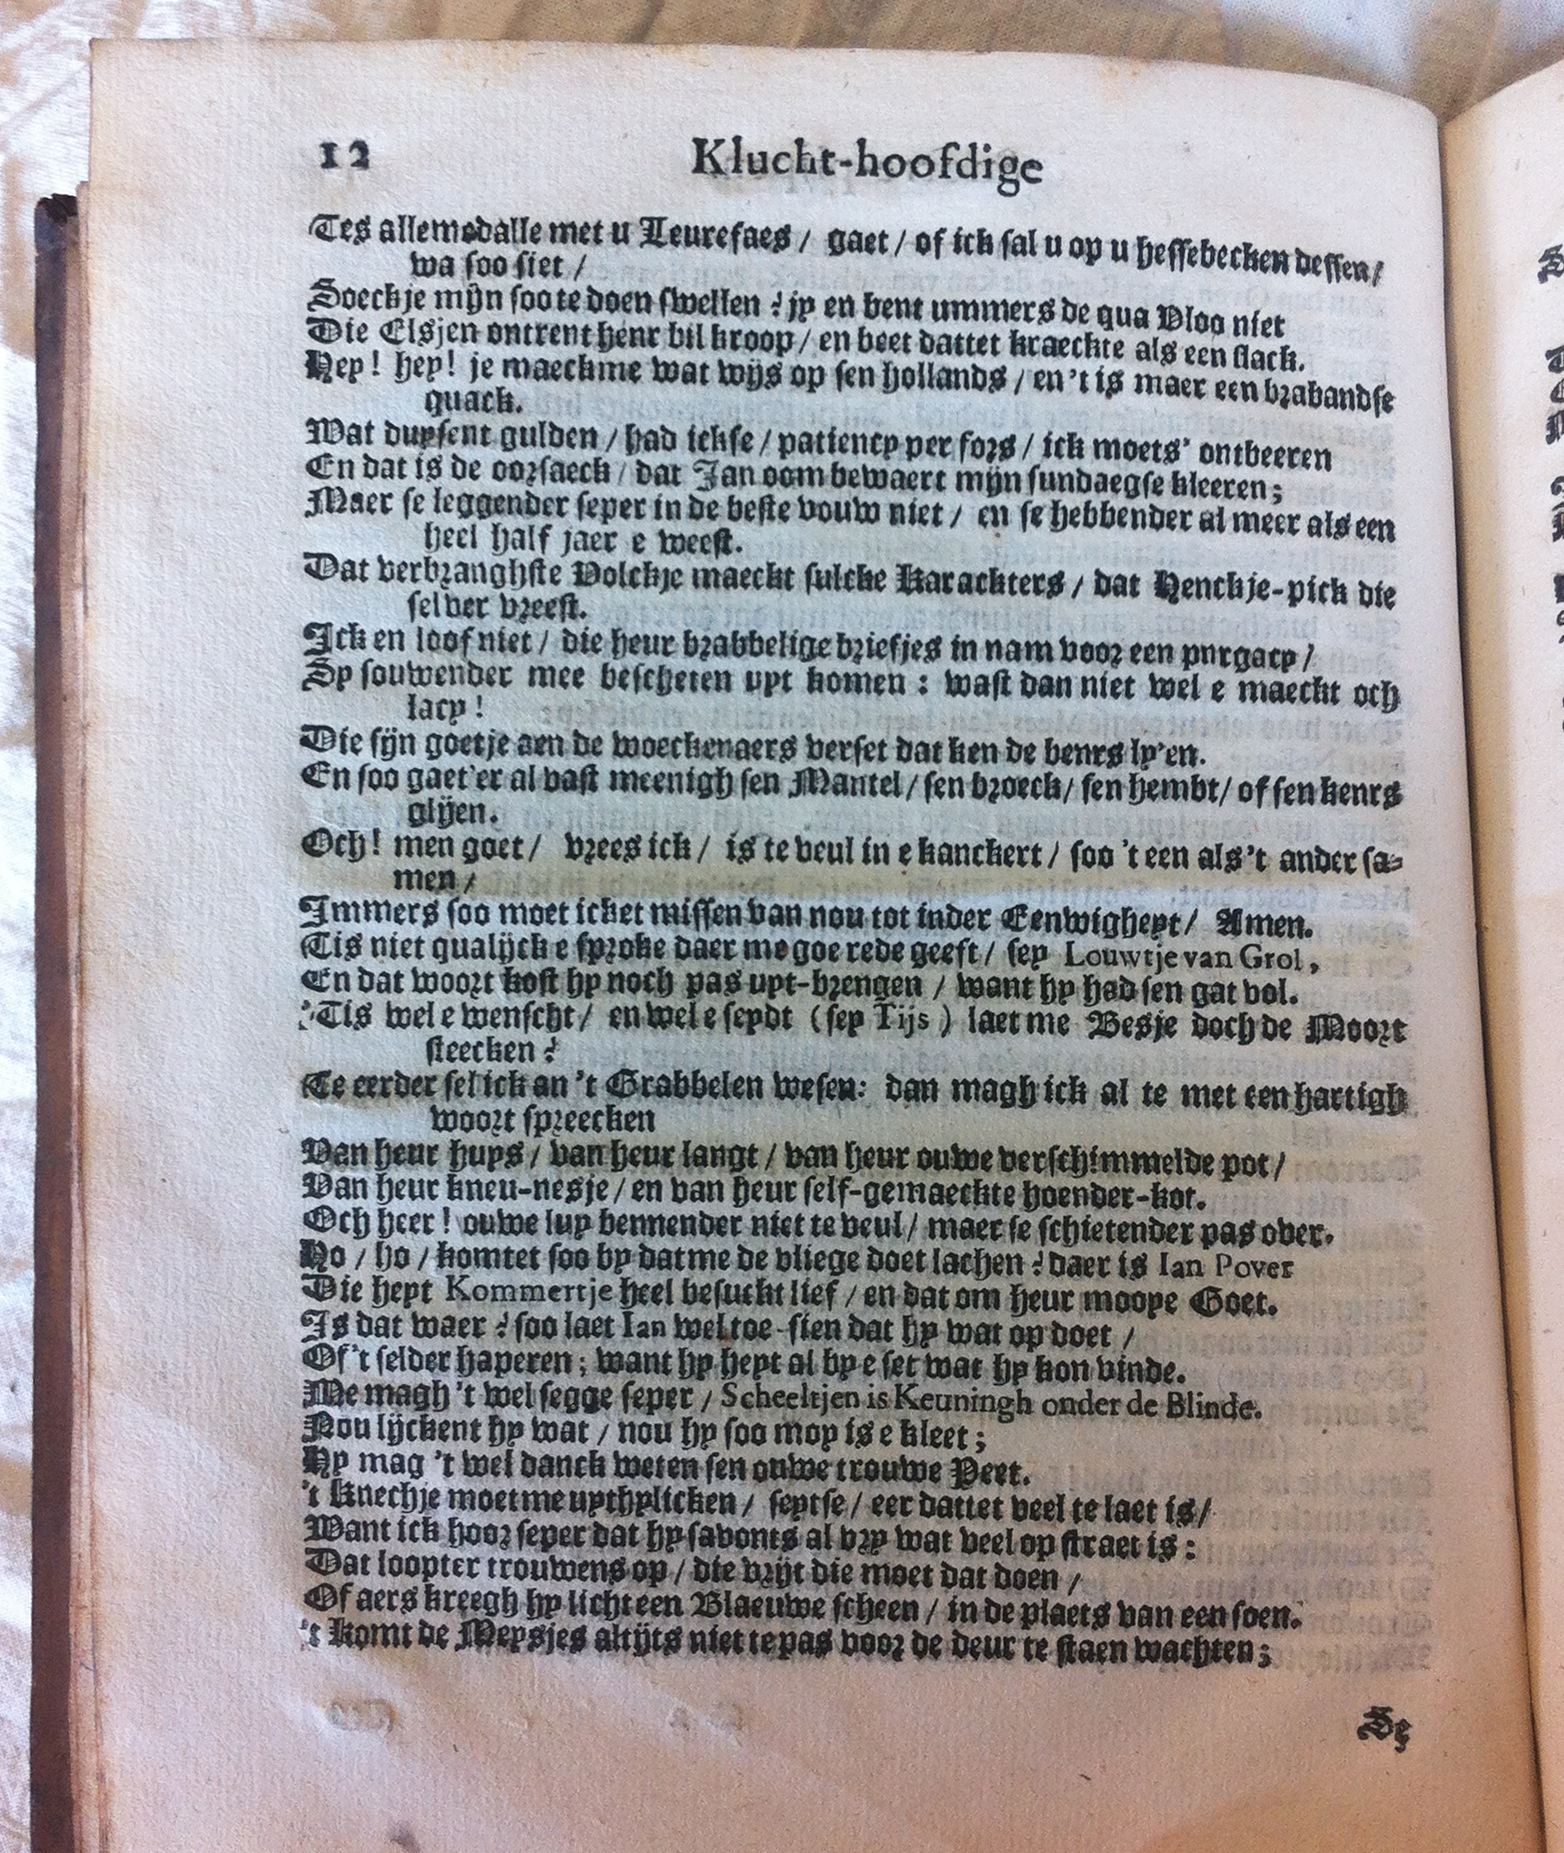 12 Klucht-hoofdige
Tes allemodalle met u Leurefaes / gaet / of ick sal u op u heffebecken deffen /
wa soo siet /
Soeckje mijn soo te doen swellen ? jy en bent ummers de qua Vloo niet
Die Elsjen ontrent henr bil kroop / en beet dattet kraeckte als een slack.
Hey ! hey ! je maeckme wat wijs op sen hollands / en 't is maer een brabandse
quack.
Wat duysent gulden / had ickse / patiency per fors / ick moets' ontbeeren
En dat is de oorsaeck / dat Jan oom bewaert mijn sundaegse kleeren ;
Maer se leggender seper in de beste vouw niet / en se hebbender al meer als een
heel half jaer e weest.
Dat verbranghste Volckje maeckt sulcke Karackters / dat Henckje-pick die
selver vreest.
Ick en loof niet / die heur brabbelige briefjes in nam voor een purgacy /
Sy souwender mee bescheten uyt komen : wast dan niet wel e maeckt och
lacy !
Die sijn goetje aen de woeckenaers verset dat ken de benrs ly'en.
En soo gaet'er al vast meenigh sen Mantel / sen broeck / sen hembt / of sen kenrs
glijen.
Och ! men goet / vrees ick / is te veul in e kanckert / soo 't een als 't ander sa-
men /
Immers soo moet icket missen van nou tot inder Eenwigheyt / Amen.
Tis niet qualijck e sproke daer me goe rede geeft / sey Louwtje van Grol,
En dat woort kost hy noch pas uyt-brengen / want hy had sen gat vol.
'Tis wel e wenscht / en wel e seydt (sey Tijs) laet me Besje doch de Moort
steecken ?
Te eerder sel ick an 't Grabbelen wesen : dan magh ick al te met een hartigh
woort spreecken
Van heur huys / van heur langt / van heur ouwe verschimmelde pot /
Van heur kneu-nesje / en van heur self-gemaeckte hoender-kot.
Och heer ! ouwe luy bennender niet te veul / maer se schietender pas over.
Ho / ho / komtet soo by datme de vliege doet lachen ? daer is Ian Pover
Die heyt Kommertje heel besuckt lief / en dat om heur mooye Goet.
Is dat waer ? soo laet Ian wel toe-sien dat hy wat op doet /
Of 't selder haperen ; want hy heyt al by e set wat hy kon vinde.
Me magh 't wel segge seper / Scheeltjen is Keuningh onder de Blinde.
Nou lijckent hy wat / nou hy soo moy is e kleet ;
Hy mag 't wel danck weten sen ouwe trouwe Peet.
't Knechje moet me uythylicken / seytse / eer dattet veel te laet is /
Want ick hoor seper dat hy savonts al vry wat veel op straet is :
Dat loopter trouwens op / die vrijt die moet dat doen /
Of aers kreegh hy licht een Blaeuwe scheen / in de plaets van een soen.
't Komt de Meysjes altijts niet te pas voor de deur te staen wachten ;
Se